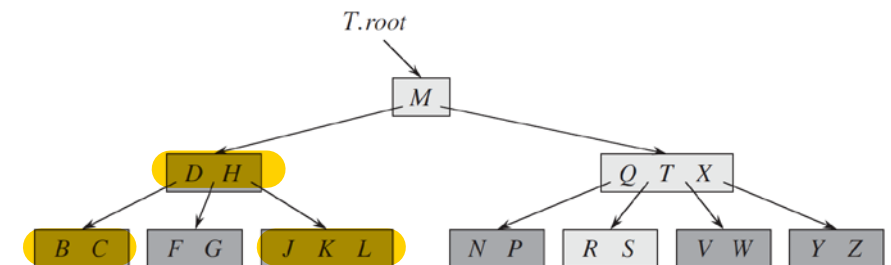 T.root
M
D H
Q T X
B C
F G
J K L
N P
R S
V W
Y Z